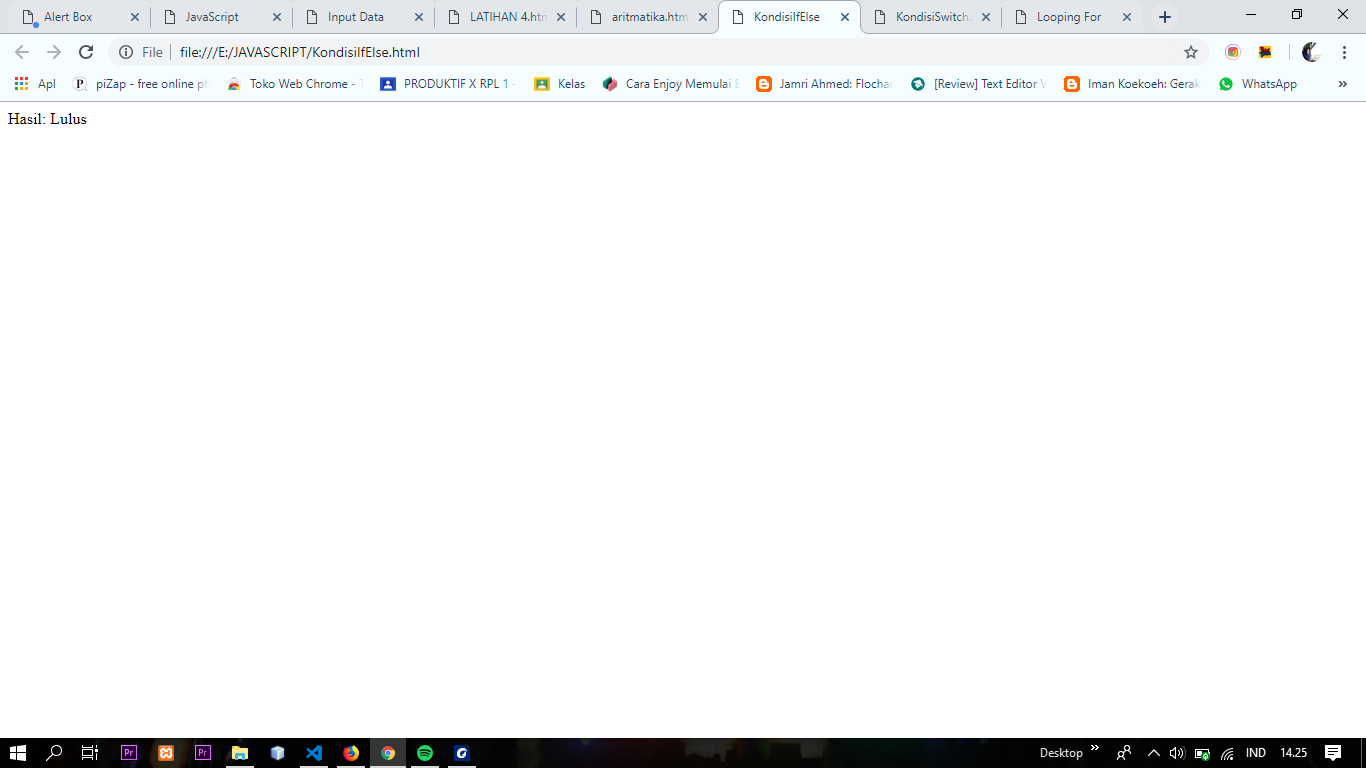 Alert Box JavaScript Input Data LATIHAN 4.htm aritmatika.htm KondisiIfElse KondisiSwitch Looping For
File file:///E:/JAVASCRIPT/KondisiIfElse.html
Apl piZap - free online ph Toko Web Chrome - PRODUKTIF X RPL 1 - Kelas Cara Enjoy Memulai Jamri Ahmed: Flochar [Review] Text Editor V Iman Koekoeh: Gerak WhatsApp »
Hasil: Lulus
Desktop » IND 14.25